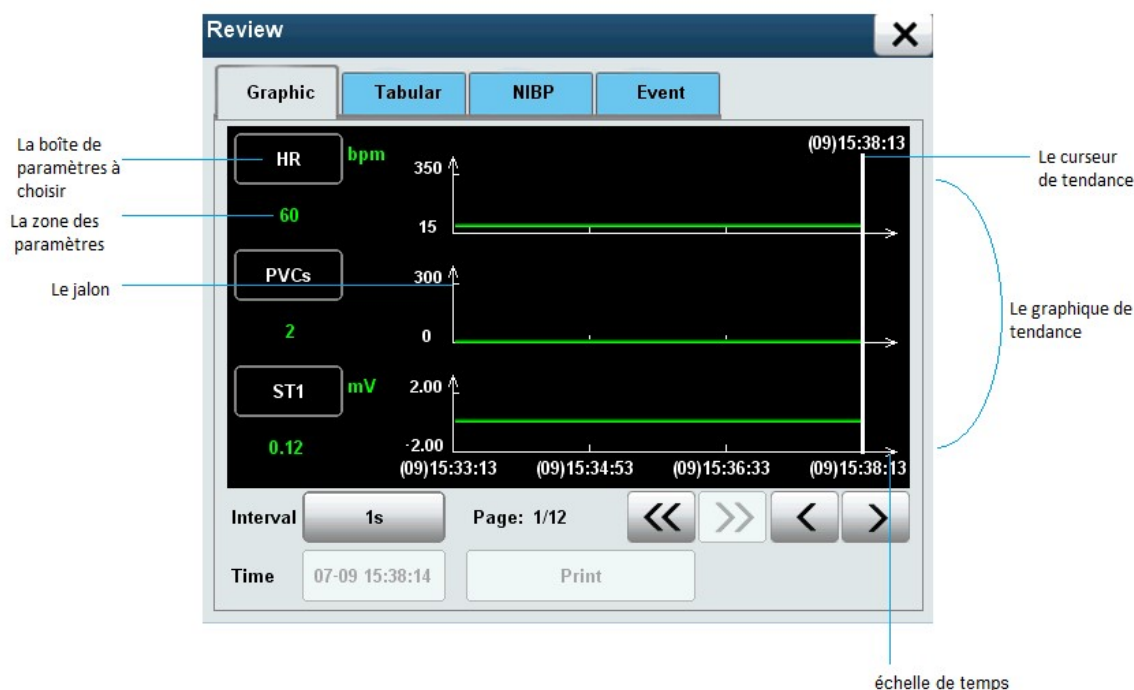 Review
Graphic Tabular NIBP Event
(09)15:38:13
La boîte de
paramètres à
choisir
HR bpm
350
15
Le curseur
de tendance
60
La zone des
paramètres
PVCs
300
0
Le jalon
2
Le graphique de
tendance
ST1 mV
2.00
-2.00
0.12
(09)15:33:13 (09)15:34:53 (09)15:36:33 (09)15:38:13
Interval 1s Page: 1/12
Time 07-09 15:38:14 Print
échelle de temps